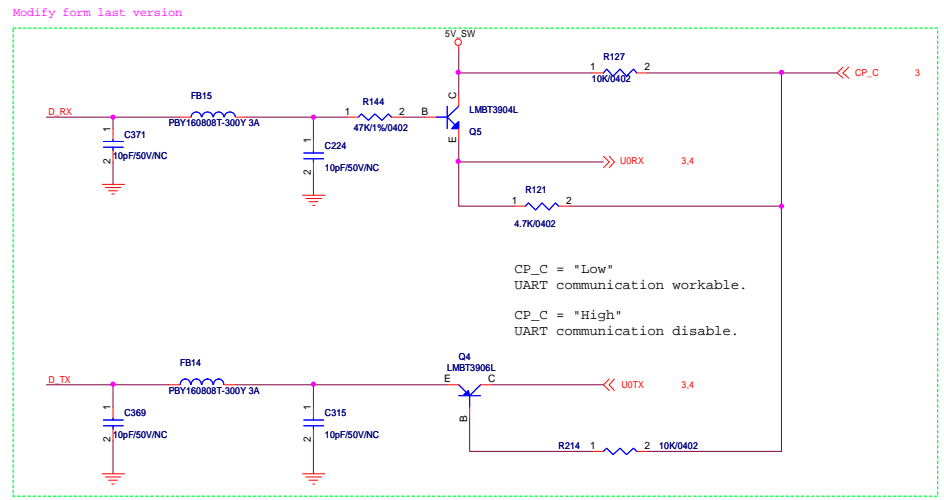 Modify form last version
5V_SW
R127
1 2
10K/0402
CP_C 3
FB15
D_RX
PBY160808T-300Y 3A
R144
1 2
47K/1%/0402
B
C
E
LMBT3904L
Q5
1
2
C371
10pF/50V/NC
1
2
C224
10pF/50V/NC
U0RX 3,4
R121
1 2
4.7K/0402
CP_C = "Low"
UART communication workable.
CP_C = "High"
UART communication disable.
FB14
D_TX
PBY160808T-300Y 3A
Q4
LMBT3906L
E C
B
U0TX 3,4
1
2
C369
10pF/50V/NC
1
2
C315
10pF/50V/NC
R214 1 2 10K/0402